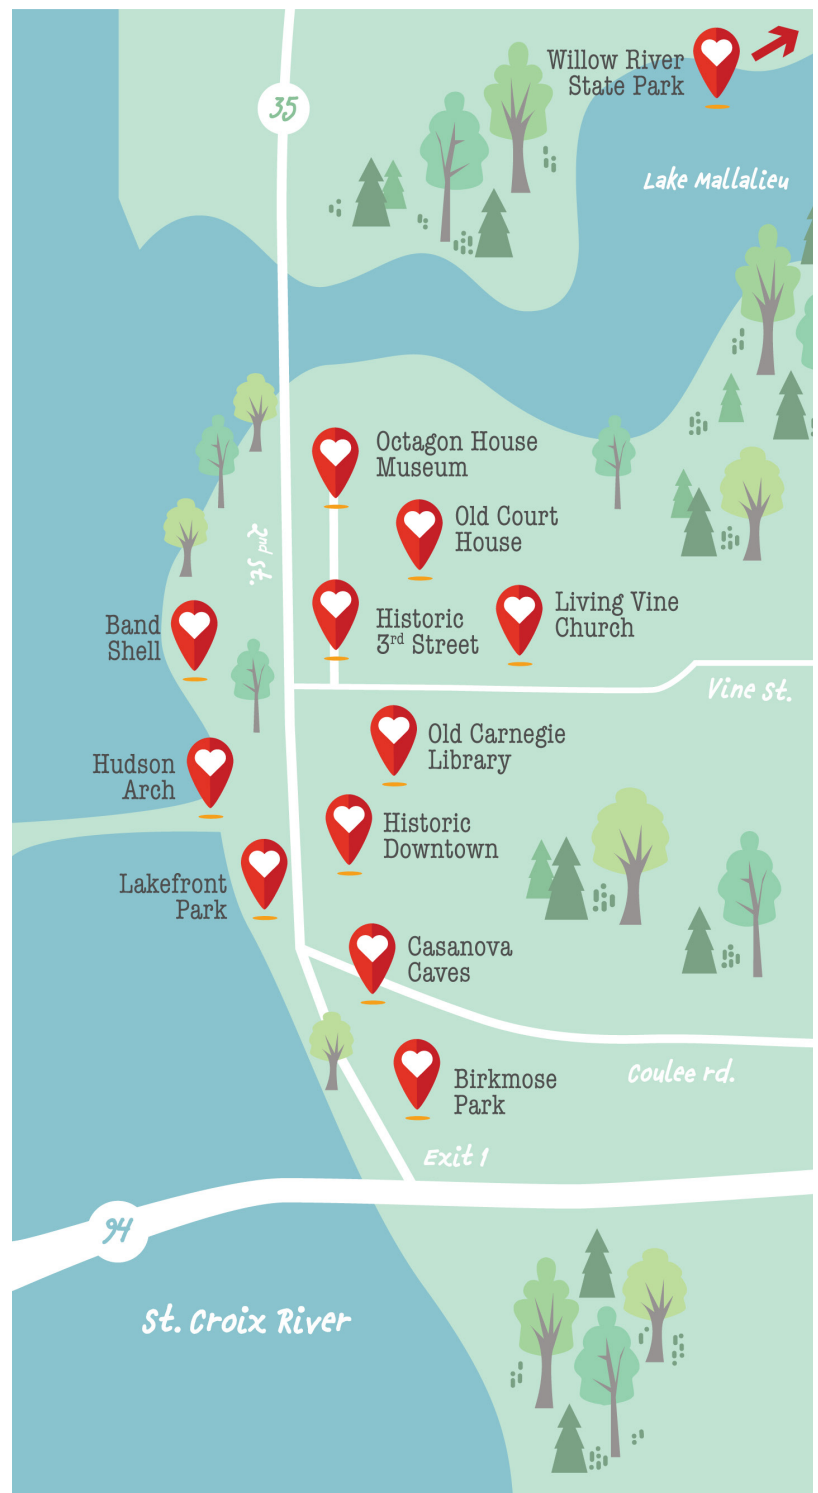 Willow River
State Park
35
Lake Mallalieu
Octagon House
Museum
Old Court
House
2nd St.
Living Vine
Church
Historic
3rd Street
Band
Shell
Vine St.
Old Carnegie
Library
Hudson
Arch
Historic
Downtown
Lakefront
Park
Casanova
Caves
Coulee rd.
Birkmose
Park
Exit 1
94
St. Croix River